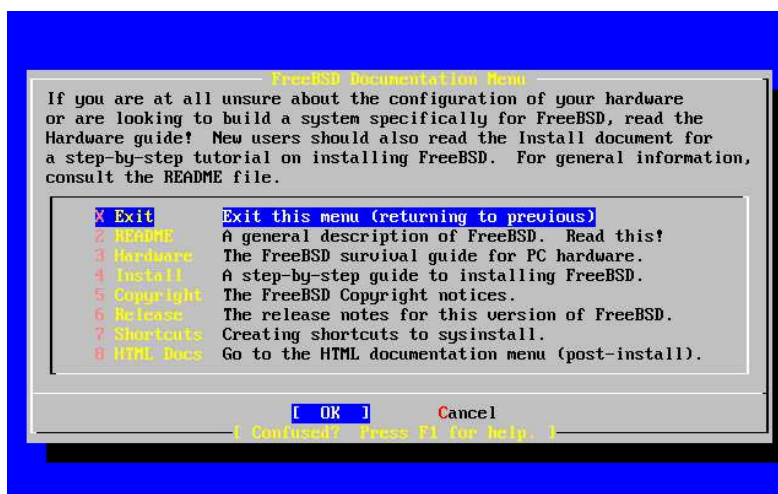 FreeBSD Documentation Menu
If you are at all unsure about the configuration of your hardware
or are looking to build a system specifically for FreeBSD, read the
Hardware guide!  New users should also read the Install document for
a step-by-step tutorial on installing FreeBSD.  For general information,
consult the README file.
X Exit Exit this menu (returning to previous)
2 README A general description of FreeBSD.  Read this!
3 Hardware The FreeBSD survival guide for PC hardware.
4 Install A step-by-step guide to installing FreeBSD.
5 Copyright The FreeBSD Copyright notices.
6 Release The release notes for this version of FreeBSD.
7 Shortcuts Creating shortcuts to sysinstall.
8 HTML Docs Go to the HTML documentation menu (post-install).
[ OK ] Cancel
[ Confused?  Press F1 for help. ]